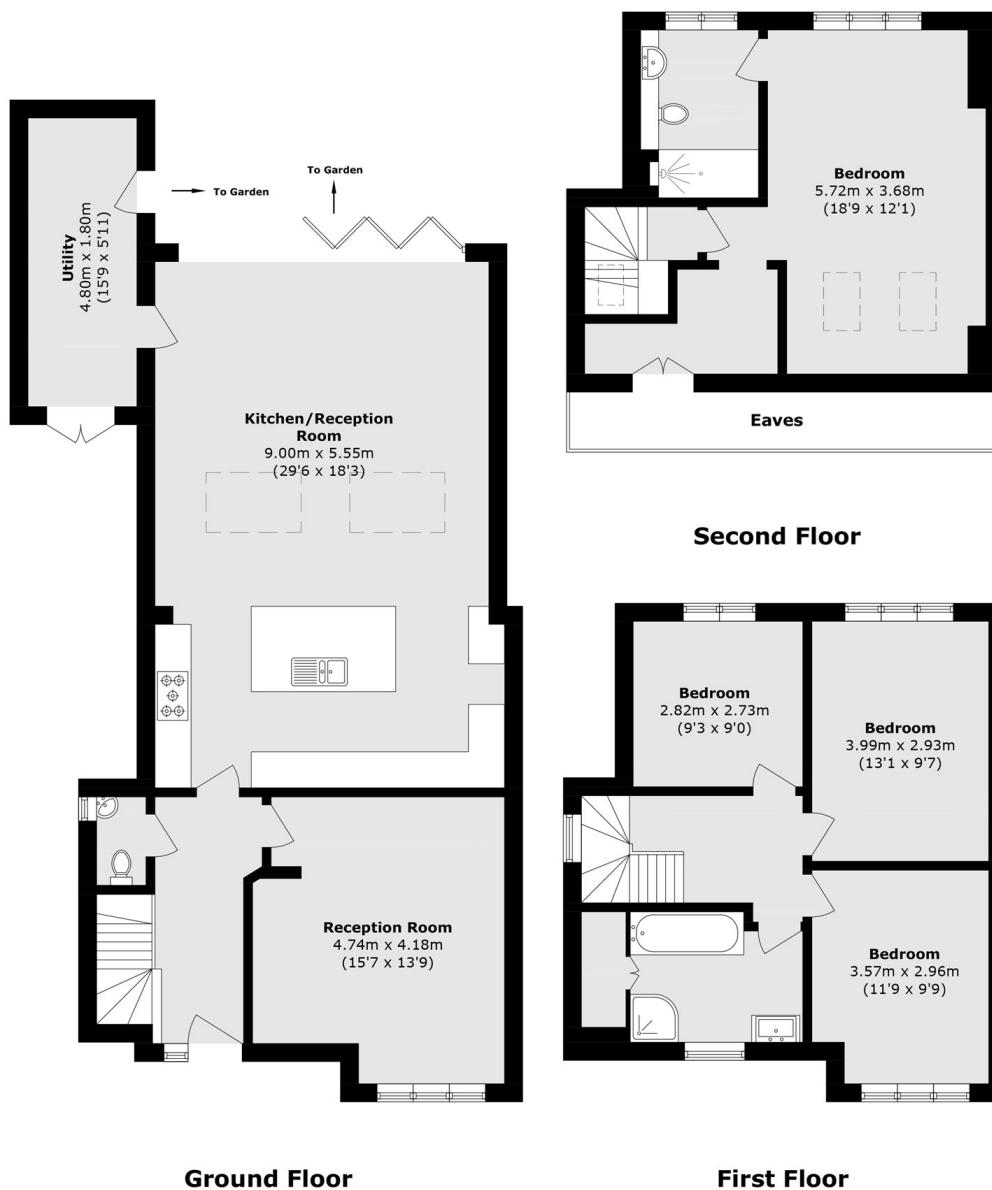 To Garden
To Garden
Utility
4.80m x 1.80m
(15'9 x 5'11)
Kitchen/Reception
Room
9.00m x 5.55m
(29'6 x 18'3)
Reception Room
4.74m x 4.18m
(15'7 x 13'9)
Ground Floor
Bedroom
5.72m x 3.68m
(18'9 x 12'1)
Eaves
Second Floor
Bedroom
2.82m x 2.73m
(9'3 x 9'0)
Bedroom
3.99m x 2.93m
(13'1 x 9'7)
Bedroom
3.57m x 2.96m
(11'9 x 9'9)
First Floor